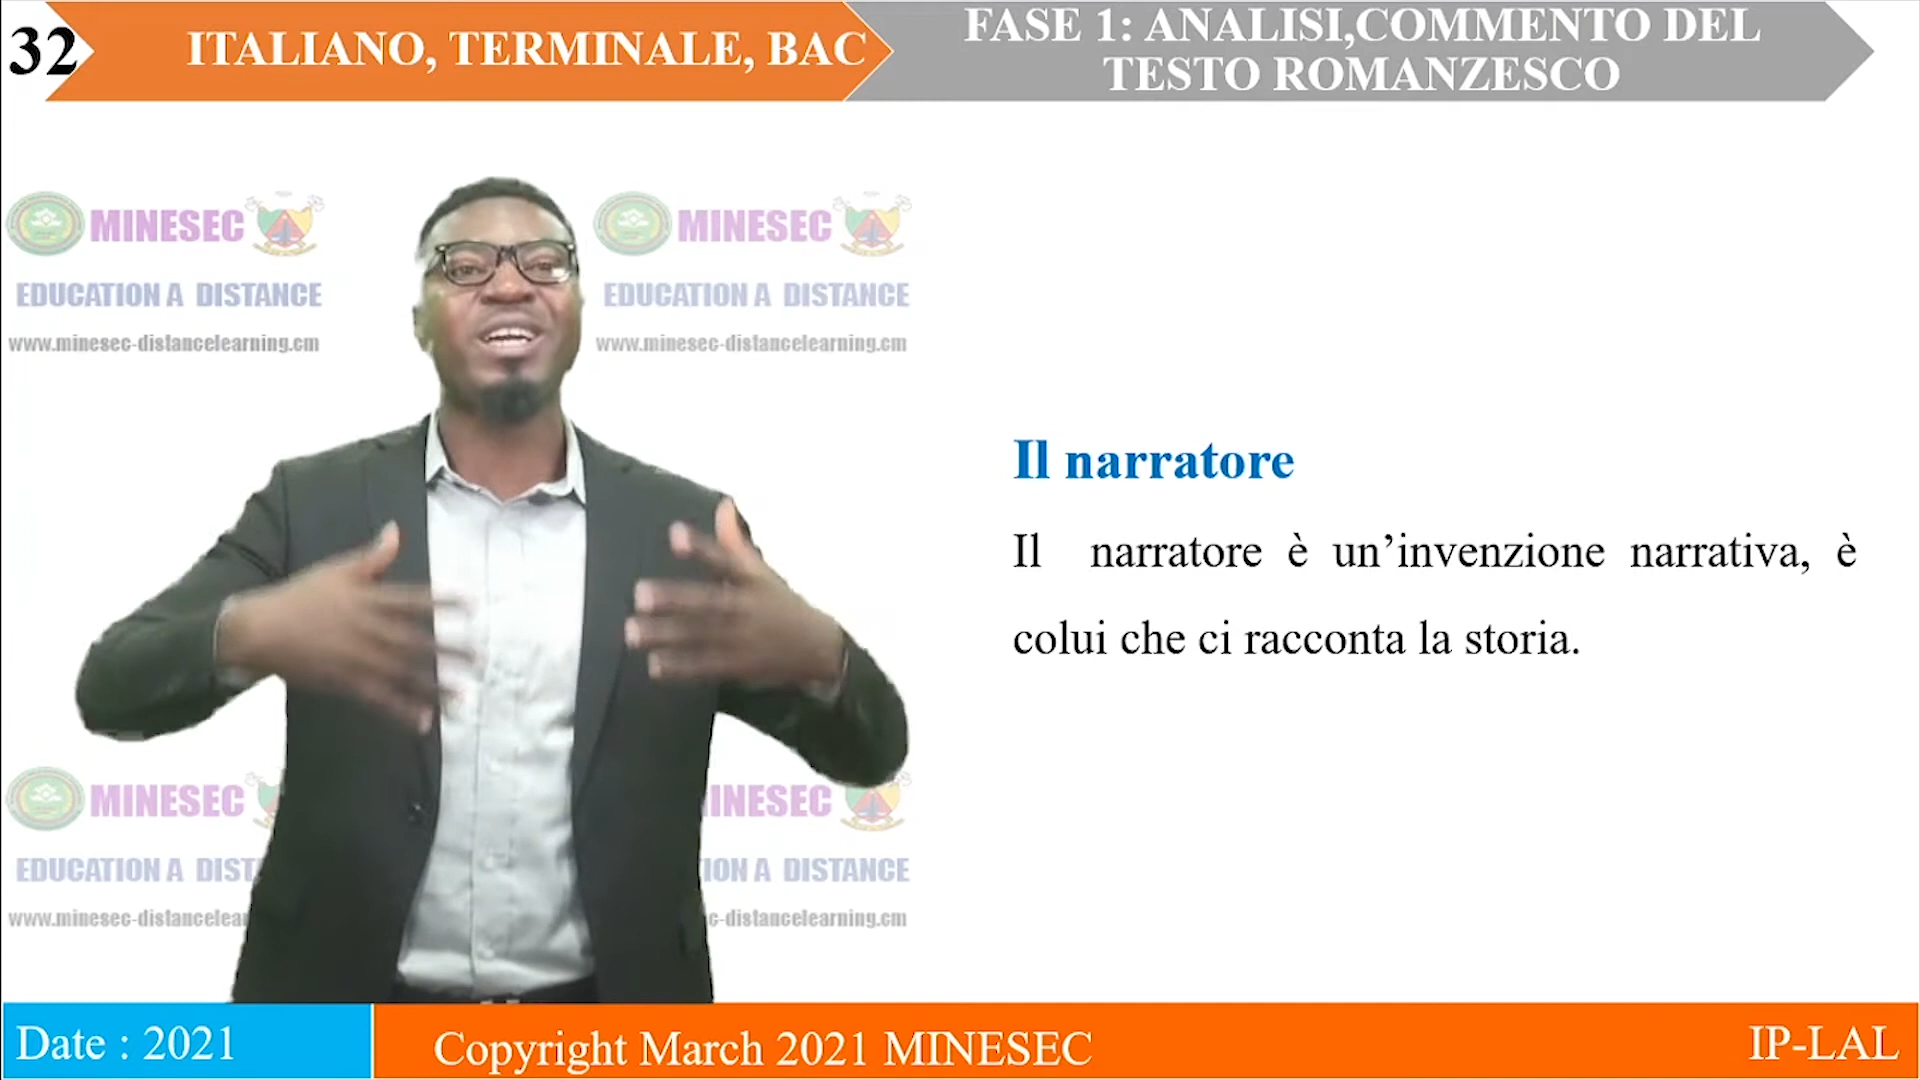 32
ITALIANO, TERMINALE, BAC
FASE 1: ANALISI,COMMENTO DEL
TESTO ROMANZESCO
MINESEC
EDUCATION A DISTANCE
www.minesec-distancelearning.cm
MINESEC
EDUCATION A DISTANCE
www.minesec-distancelearning.cm
Il narratore
Il narratore è un’invenzione narrativa, è
colui che ci racconta la storia.
MINESEC
EDUCATION A DIST
www.minesec-distancelear
INESEC
ION A DISTANCE
c-distancelearning.cm
Date : 2021
Copyright March 2021 MINESEC
IP-LAL